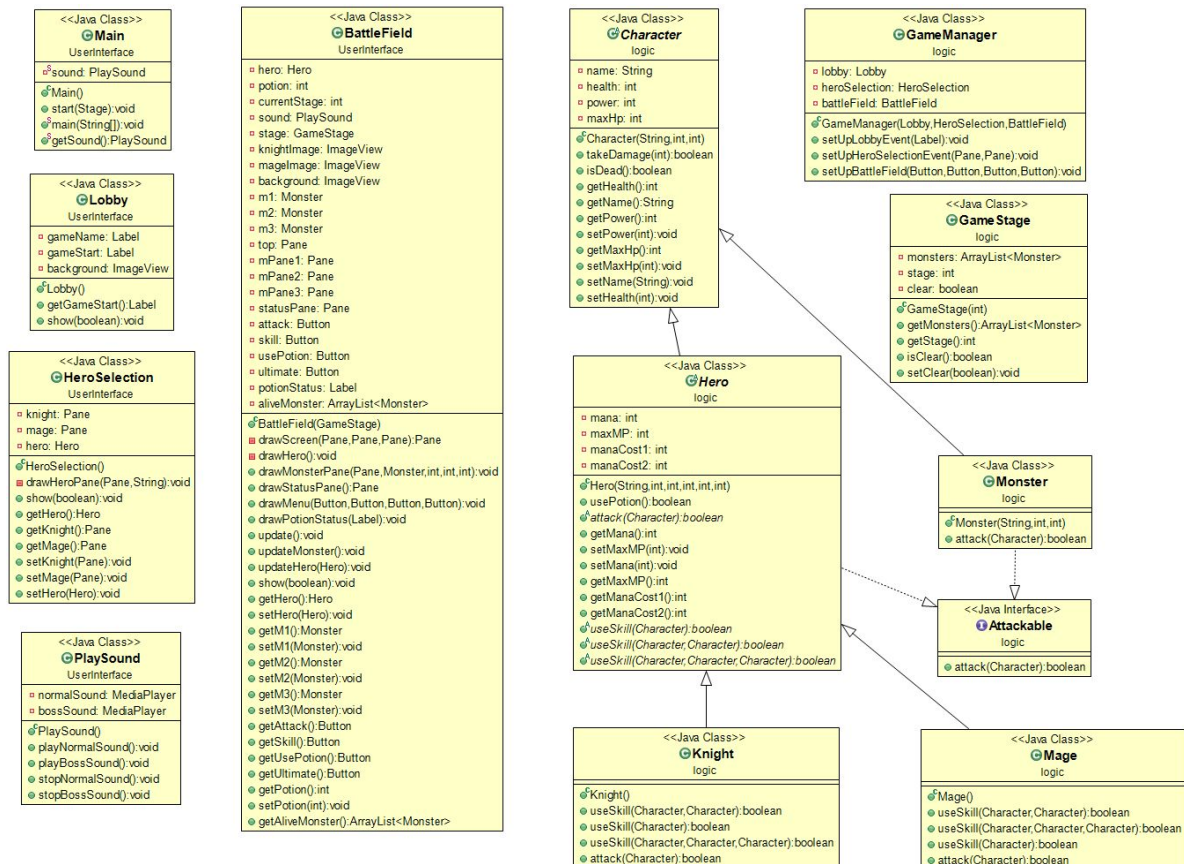 <<Java Class>>
Main
UserInterface
sound: PlaySound
Main()
start(Stage):void
main(String[]):void
getSound():PlaySound
<<Java Class>>
Lobby
UserInterface
gameName: Label
gameStart: Label
background: ImageView
Lobby()
getGameStart():Label
show(boolean):void
<<Java Class>>
HeroSelection
UserInterface
knight: Pane
mage: Pane
hero: Hero
HeroSelection()
drawHeroPane(Pane,String):void
show(boolean):void
getHero():Hero
getKnight():Pane
getMage():Pane
setKnight(Pane):void
setMage(Pane):void
setHero(Hero):void
<<Java Class>>
PlaySound
UserInterface
normalSound: MediaPlayer
bossSound: MediaPlayer
PlaySound()
playNormalSound():void
playBossSound():void
stopNormalSound():void
stopBossSound():void
<<Java Class>>
BattleField
UserInterface
hero: Hero
potion: int
currentStage: int
sound: PlaySound
stage: GameStage
knightImage: ImageView
mageImage: ImageView
background: ImageView
m1: Monster
m2: Monster
m3: Monster
top: Pane
mPane1: Pane
mPane2: Pane
mPane3: Pane
statusPane: Pane
attack: Button
skill: Button
usePotion: Button
ultimate: Button
potionStatus: Label
aliveMonster: ArrayList<Monster>
BattleField(GameStage)
drawScreen(Pane,Pane,Pane):Pane
drawHero():void
drawMonsterPane(Pane,Monster,int,int,int):void
drawStatusPane():Pane
drawMenu(Button,Button,Button,Button):void
drawPotionStatus(Label):void
update():void
updateMonster():void
updateHero(Hero):void
show(boolean):void
getHero():Hero
setHero(Hero):void
getM1():Monster
setM1(Monster):void
getM2():Monster
setM2(Monster):void
getM3():Monster
setM3(Monster):void
getAttack():Button
getSkill():Button
getUsePotion():Button
getUltimate():Button
getPotion():int
setPotion(int):void
getAliveMonster():ArrayList<Monster>
<<Java Class>>
Character
logic
name: String
health: int
power: int
maxHp: int
Character(String,int,int)
takeDamage(int):boolean
isDead():boolean
getHealth():int
getName():String
getPower():int
setPower(int):void
getMaxHp():int
setMaxHp(int):void
setName(String):void
setHealth(int):void
<<Java Class>>
GameManager
logic
lobby: Lobby
heroSelection: HeroSelection
battleField: BattleField
GameManager(Lobby,HeroSelection,BattleField)
setUpLobbyEvent(Label):void
setUpHeroSelectionEvent(Pane,Pane):void
setUpBattleField(Button,Button,Button,Button):void
<<Java Class>>
GameStage
logic
monsters: ArrayList<Monster>
stage: int
clear: boolean
GameStage(int)
getMonsters():ArrayList<Monster>
getStage():int
isClear():boolean
setClear(boolean):void
<<Java Class>>
Hero
logic
mana: int
maxMP: int
manaCost1: int
manaCost2: int
Hero(String,int,int,int,int,int)
usePotion():boolean
attack(Character):boolean
getMana():int
setMaxMP(int):void
setMana(int):void
getMaxMP():int
getManaCost1():int
getManaCost2():int
useSkill(Character):boolean
useSkill(Character,Character):boolean
useSkill(Character,Character,Character):boolean
<<Java Class>>
Monster
logic
Monster(String,int,int)
attack(Character):boolean
<<Java Interface>>
Attackable
logic
attack(Character):boolean
<<Java Class>>
Knight
logic
Knight()
useSkill(Character,Character):boolean
useSkill(Character):boolean
useSkill(Character,Character,Character):boolean
attack(Character):boolean
<<Java Class>>
Mage
logic
Mage()
useSkill(Character,Character):boolean
useSkill(Character,Character,Character):boolean
useSkill(Character):boolean
attack(Character):boolean